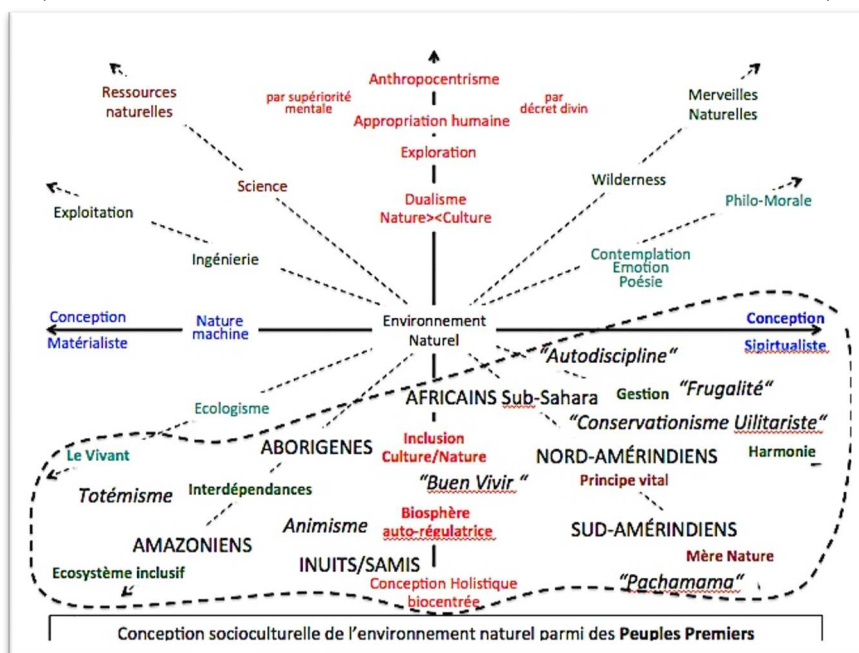 Anthropocentrisme
Ressources
naturelles
par supériorité
mentale
par
décret divin
Merveilles
Naturelles
Appropriation humaine
Exploration
Science
Wilderness
Dualisme
Nature><Culture
Philo-Morale
Exploitation
Ingénierie
Contemplation
Emotion
Poésie
Conception
Matérialiste
Nature
machine
Environnement
Naturel
Conception
Sipirtualiste
"Autodiscipline"
AFRICAINS Sub-Sahara
Gestion
"Frugalité"
Ecologisme
"Conservationisme Uilitariste"
ABORIGENES
Inclusion
Culture/Nature
NORD-AMÉRINDIENS
Harmonie
Le Vivant
Totémisme
Interdépendances
"Buen Vivir "
Principe vital
Animisme
Biosphère
auto-régulatrice
SUD-AMÉRINDIENS
AMAZONIENS
INUITS/SAMIS
Mère Nature
Ecosystème inclusif
Conception Holistique
biocentrée
"Pachamama"
Conception socioculturelle de l'environnement naturel parmi des Peuples Premiers